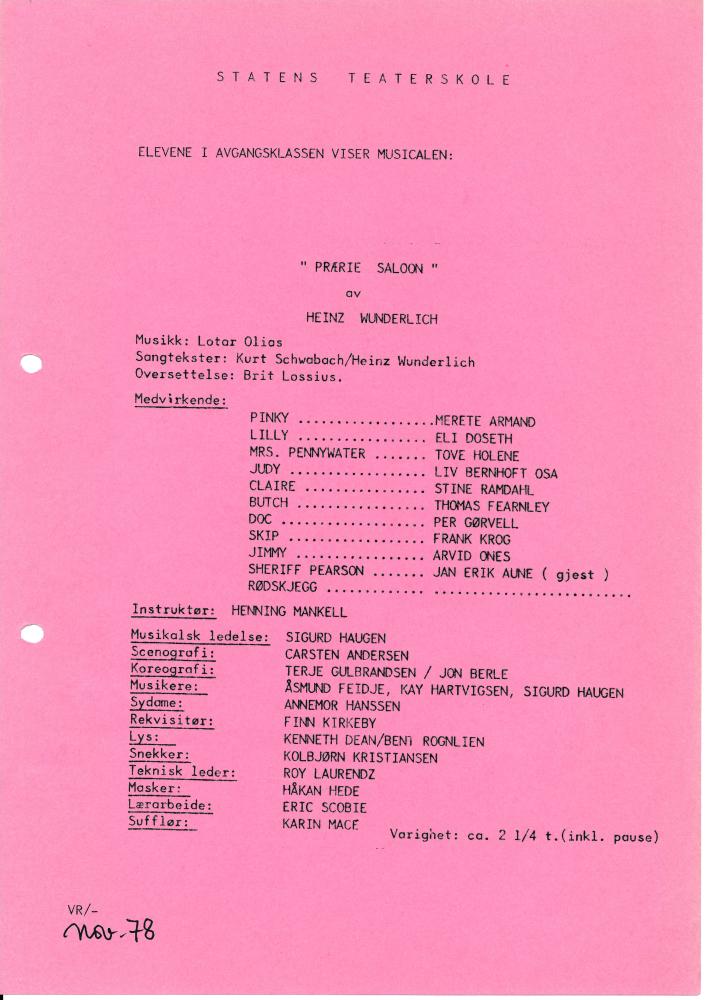 STATENS TEATERSKOLE
ELEVENE I AVGANGSKLASSEN VISER MUSICALEN:
" PRÆRIE SALOON "
av
HEINZ WUNDERLICH
Musikk: Lotar Olias
Sangtekster: Kurt Schwabach/Heinz Wunderlich
Oversettelse: Brit Lossius.
Medvirkende:
PINKY ..................MERETE ARMAND
LILLY ................. ELI DOSETH
MRS. PENNYWATER ....... TOVE HOLENE
JUDY .................. LIV BERNHOFT OSA
CLAIRE ................ STINE RAMDAHL
BUTCH ................. THOMAS FEARNLEY
DOC ................... PER GØRVELL
SKIP .................. FRANK KROG
JIMMY ................. ARVID ONES
SHERIFF PEARSON ....... JAN ERIK AUNE ( gjest )
RØDSKJEGG ............. ..........................
Instruktør: HENNING MANKELL
Musikalsk ledelse: SIGURD HAUGEN
Scenografi: CARSTEN ANDERSEN
Koreografi: TERJE GULBRANDSEN / JON BERLE
Musikere: ÅSMUND FEIDJE, KAY HARTVIGSEN, SIGURD HAUGEN
Sydame: ANNEMOR HANSSEN
Rekvisitør: FINN KIRKEBY
Lys: KENNETH DEAN/BENT ROGNLIEN
Snekker: KOLBJØRN KRISTIANSEN
Teknisk leder: ROY LAURENDZ
Masker: HÅKAN HEDE
Lærarbeide: ERIC SCOBIE
Sufflør: KARIN MACE
Varighet: ca. 2 1/4 t.(inkl. pause)
VR/-
nov.78